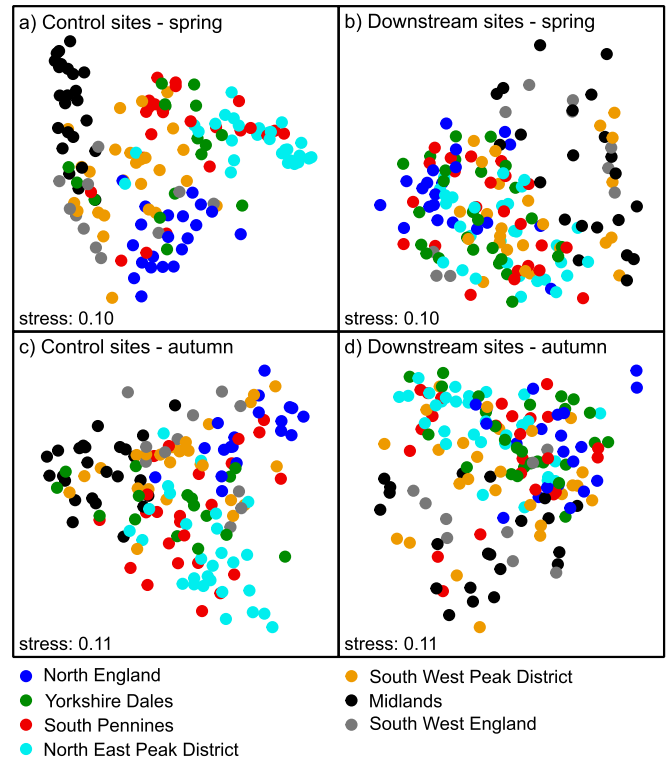 a) Control sites - spring
b) Downstream sites - spring
stress: 0.10
stress: 0.10
c) Control sites - autumn
d) Downstream sites - autumn
stress: 0.11
stress: 0.11
North England
Yorkshire Dales
South Pennines
North East Peak District
South West Peak District
Midlands
South West England